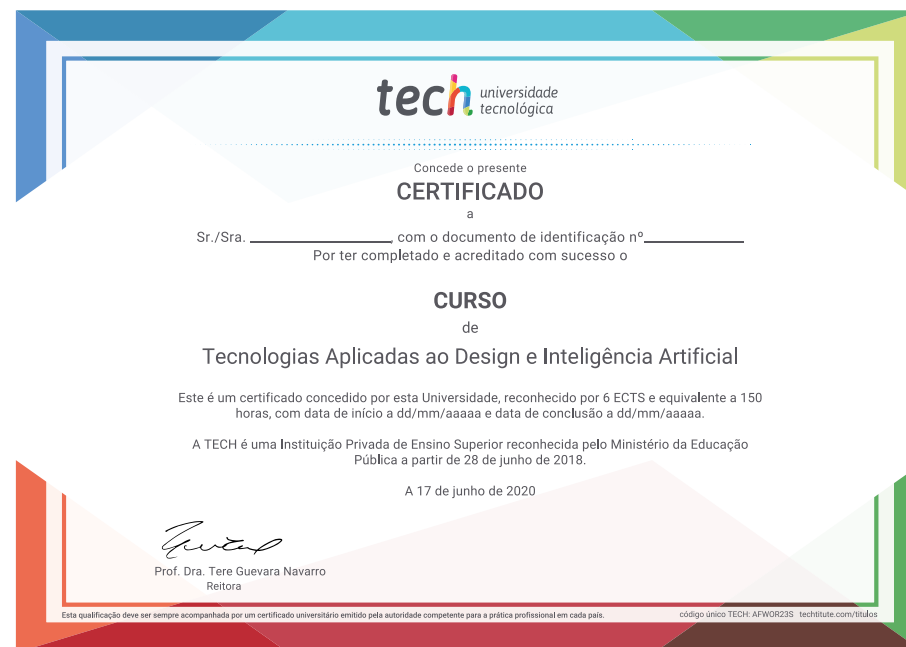 tech universidade
tecnológica
Concede o presente
CERTIFICADO
a
Sr./Sra. ________________, com o documento de identificação nº____________
Por ter completado e acreditado com sucesso o
CURSO
de
Tecnologias Aplicadas ao Design e Inteligência Artificial
Este é um certificado concedido por esta Universidade, reconhecido por 6 ECTS e equivalente a 150
horas, com data de início a dd/mm/aaaaa e data de conclusão a dd/mm/aaaaa.
A TECH é uma Instituição Privada de Ensino Superior reconhecida pelo Ministério da Educação
Pública a partir de 28 de junho de 2018.
A 17 de junho de 2020
Prof. Dra. Tere Guevara Navarro
Reitora
Esta qualificação deve ser sempre acompanhada por um certificado universitário emitido pela autoridade competente para a prática profissional em cada país.
código único TECH: AFWOR23S techtitute.com/titulos